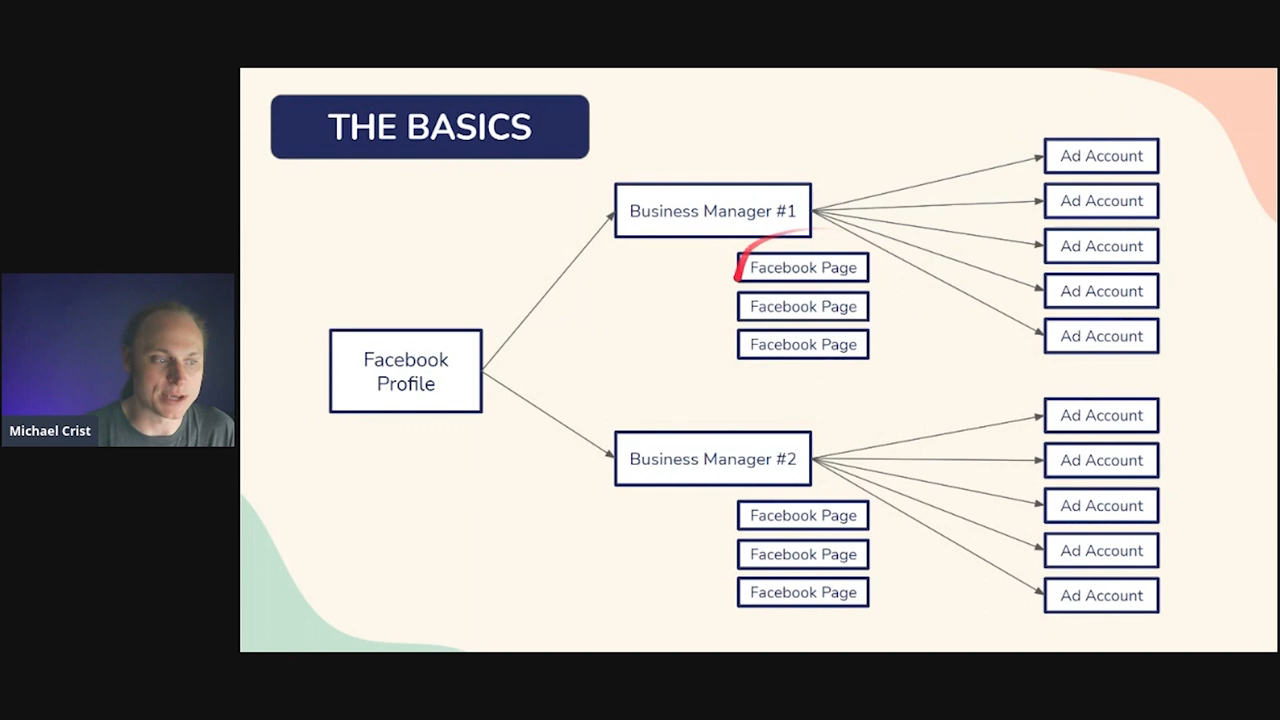 THE BASICS
Facebook
Profile
Business Manager #1
Facebook Page
Facebook Page
Facebook Page
Ad Account
Ad Account
Ad Account
Ad Account
Ad Account
Business Manager #2
Facebook Page
Facebook Page
Facebook Page
Ad Account
Ad Account
Ad Account
Ad Account
Ad Account
Michael Crist